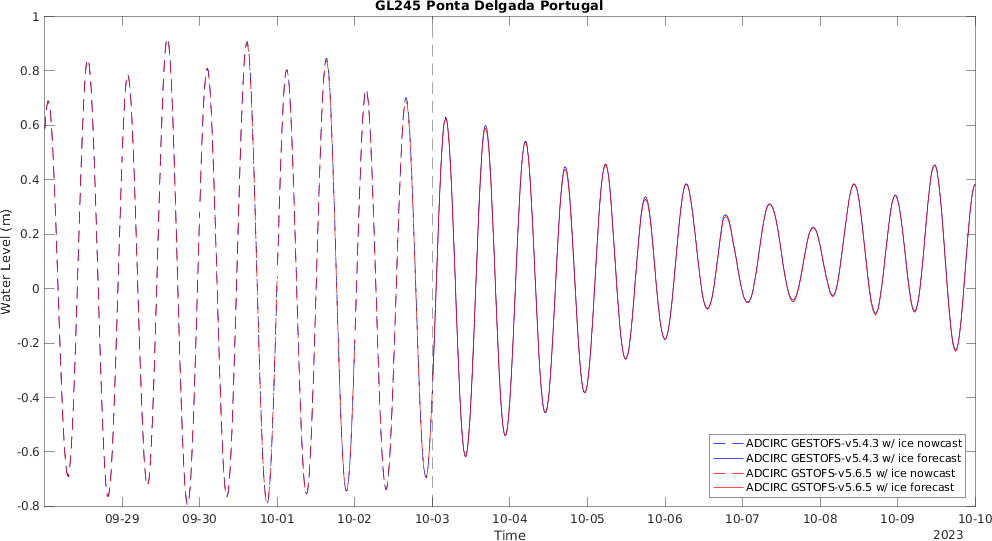 GL245 Ponta Delgada Portugal
1
0.8
0.6
0.4
0.2
0
-0.2
-0.4
-0.6
-0.8
Water Level (m)
ADCIRC GESTOFS-v5.4.3 w/ ice nowcast
ADCIRC GESTOFS-v5.4.3 w/ ice forecast
ADCIRC GSTOFS-v5.6.5 w/ ice nowcast
ADCIRC GSTOFS-v5.6.5 w/ ice forecast
09-29 09-30 10-01 10-02 10-03 10-04 10-05 10-06 10-07 10-08 10-09 10-10
Time
2023